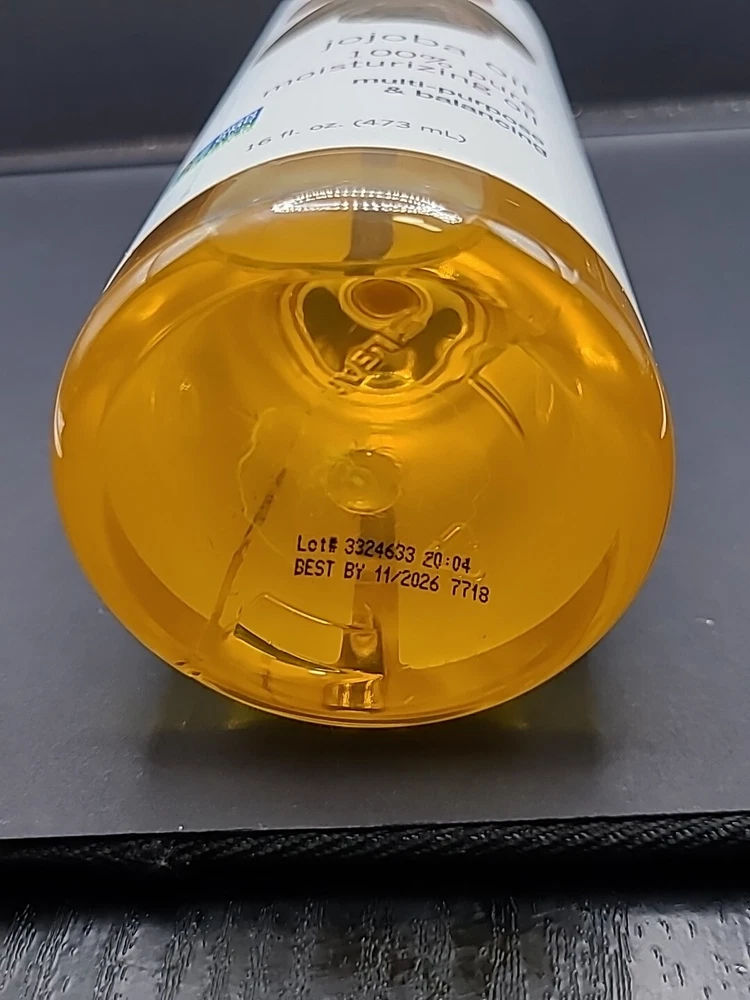 jojoba oil
100% pure
moisturizing oil
multi-purpose
& balancing
16 fl. oz. (473 mL)
Lot# 3324633 20:04
BEST BY 11/2026 7718